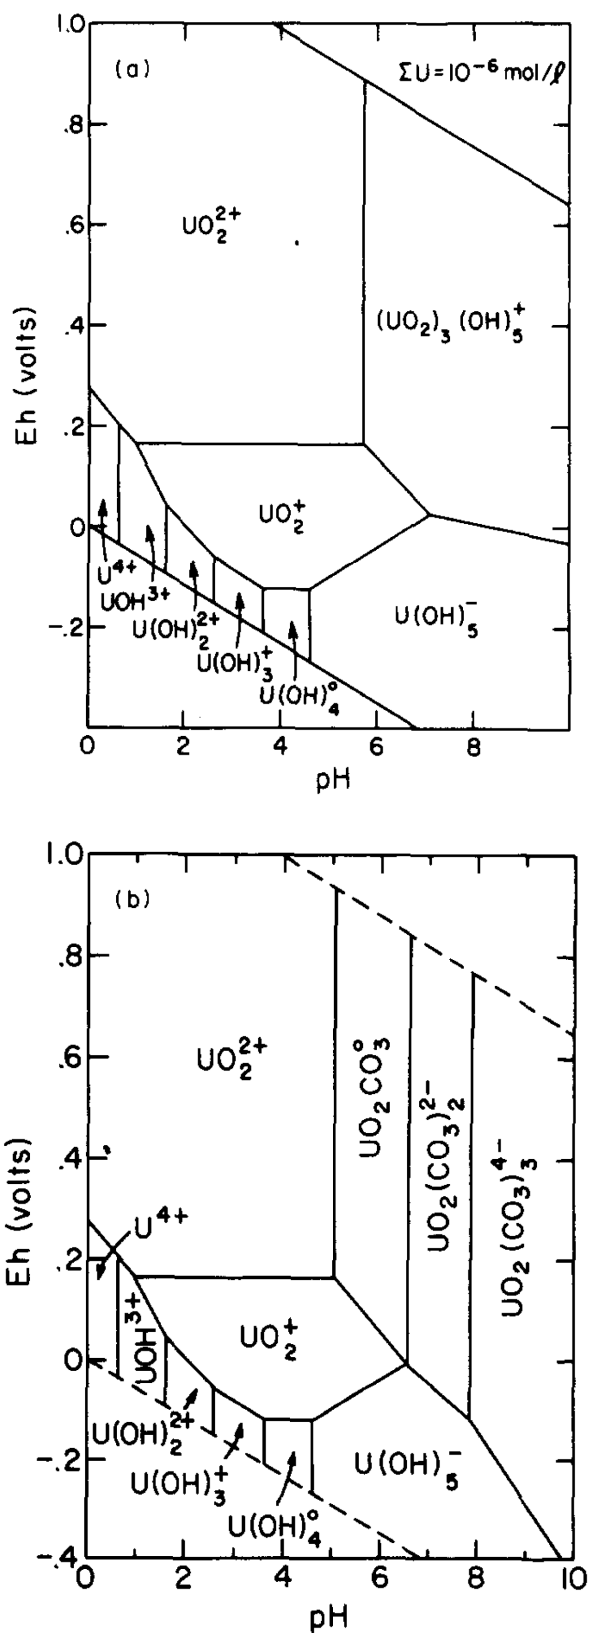 1.0
(a)
ΣU=10⁻⁶ mol/ℓ
.8
UO₂²⁺
.6
(UO₂)₃(OH)₅⁺
.4
Eh (volts)
.2
UO₂⁺
0
U⁴⁺
UOH³⁺
U(OH)₂²⁺
U(OH)₅⁻
-.2
U(OH)₃⁺
U(OH)₄°
0 2 4 6 8
pH
1.0
(b)
.8
UO₂²⁺
UO₂CO₃°
UO₂(CO₃)₂²⁻
UO₂(CO₃)₃⁴⁻
.6
.4
Eh (volts)
U⁴⁺
.2
UOH³⁺
UO₂⁺
0
U(OH)₂²⁺
U(OH)₅⁻
-.2
U(OH)₃⁺
U(OH)₄°
-.4
0 2 4 6 8 10
pH